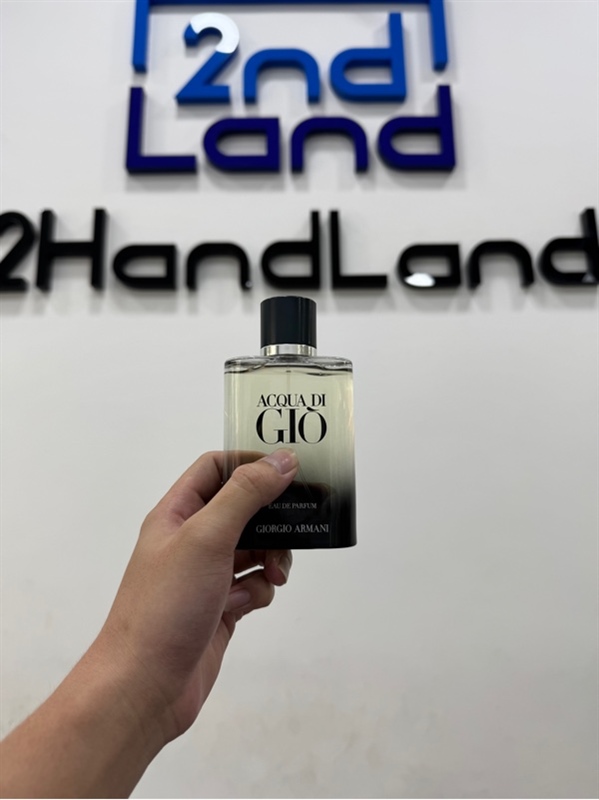 2nd
Land
2HandLand
ACQUA DI
GIÒ
EAU DE PARFUM
GIORGIO ARMANI